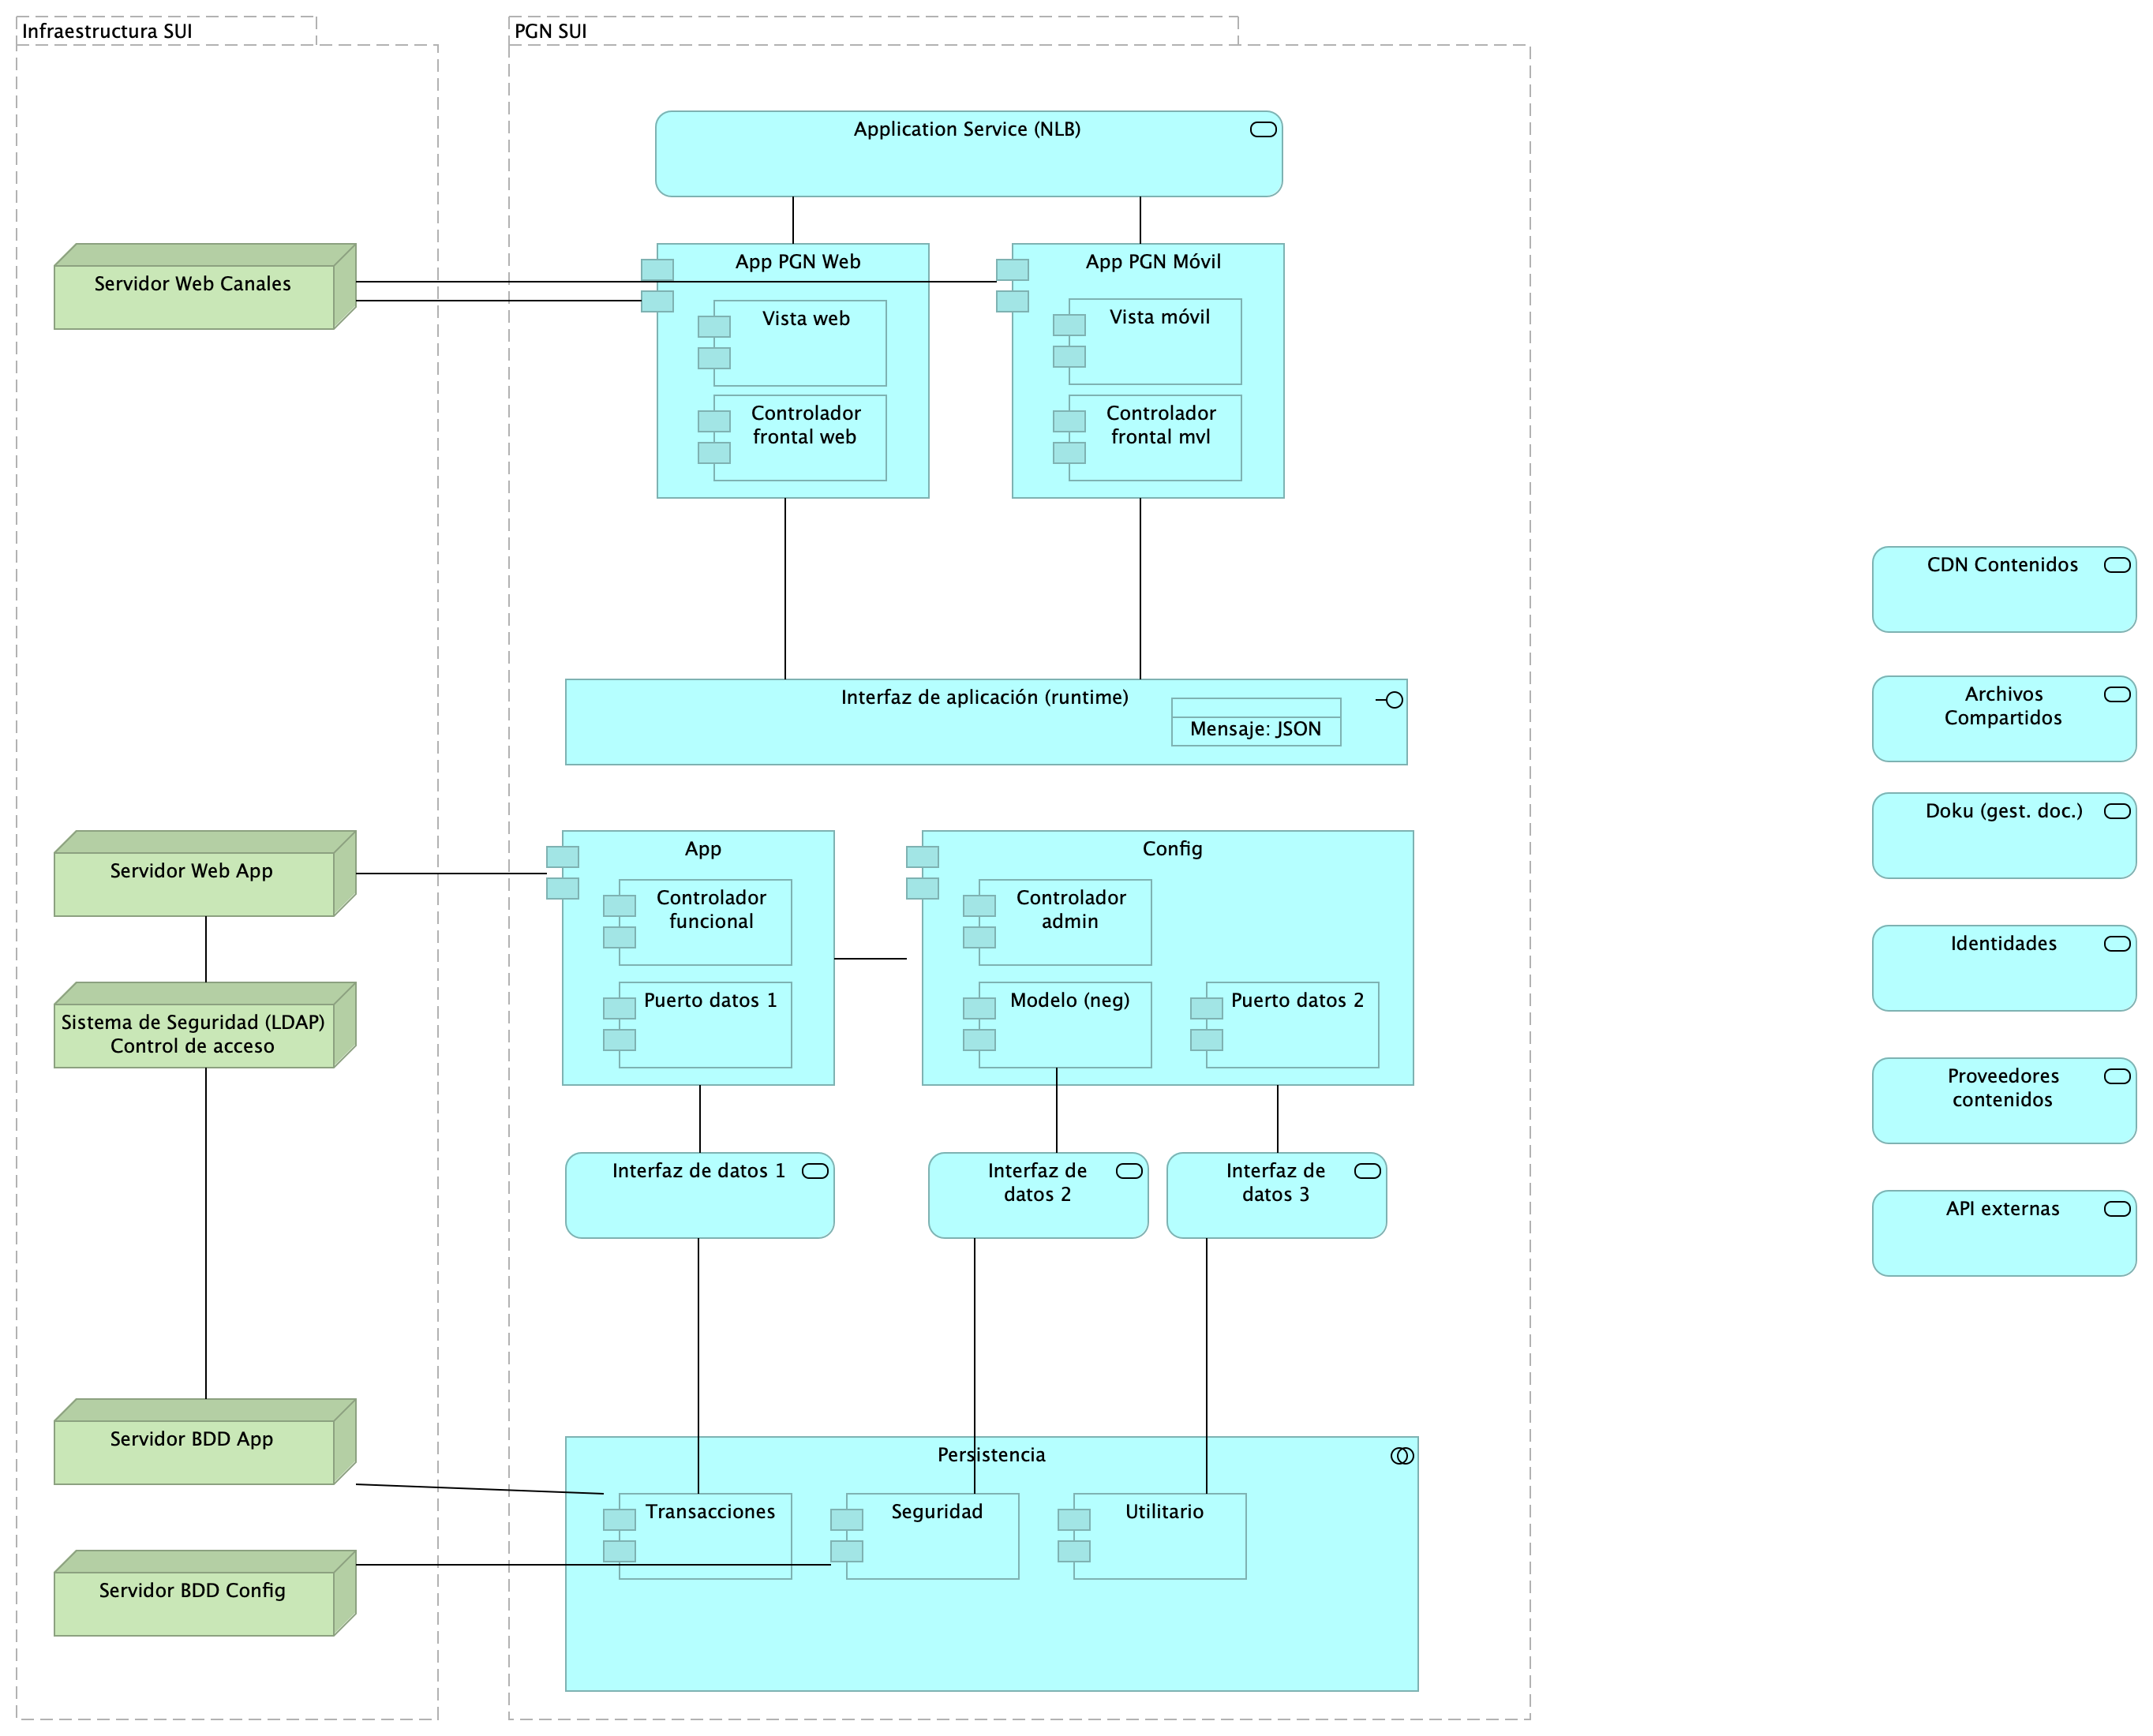 Infraestructura SUI
PGN SUI
Application Service (NLB)
Servidor Web Canales
App PGN Web
App PGN Móvil
Vista web
Vista móvil
Controlador
frontal web
Controlador
frontal mvl
CDN Contenidos
Interfaz de aplicación (runtime)
Mensaje: JSON
Archivos
Compartidos
Doku (gest. doc.)
Servidor Web App
App
Config
Controlador
funcional
Controlador
admin
Identidades
Sistema de Seguridad (LDAP)
Control de acceso
Puerto datos 1
Modelo (neg)
Puerto datos 2
Proveedores
contenidos
Interfaz de datos 1
Interfaz de
datos 2
Interfaz de
datos 3
API externas
Servidor BDD App
Persistencia
Transacciones
Seguridad
Utilitario
Servidor BDD Config